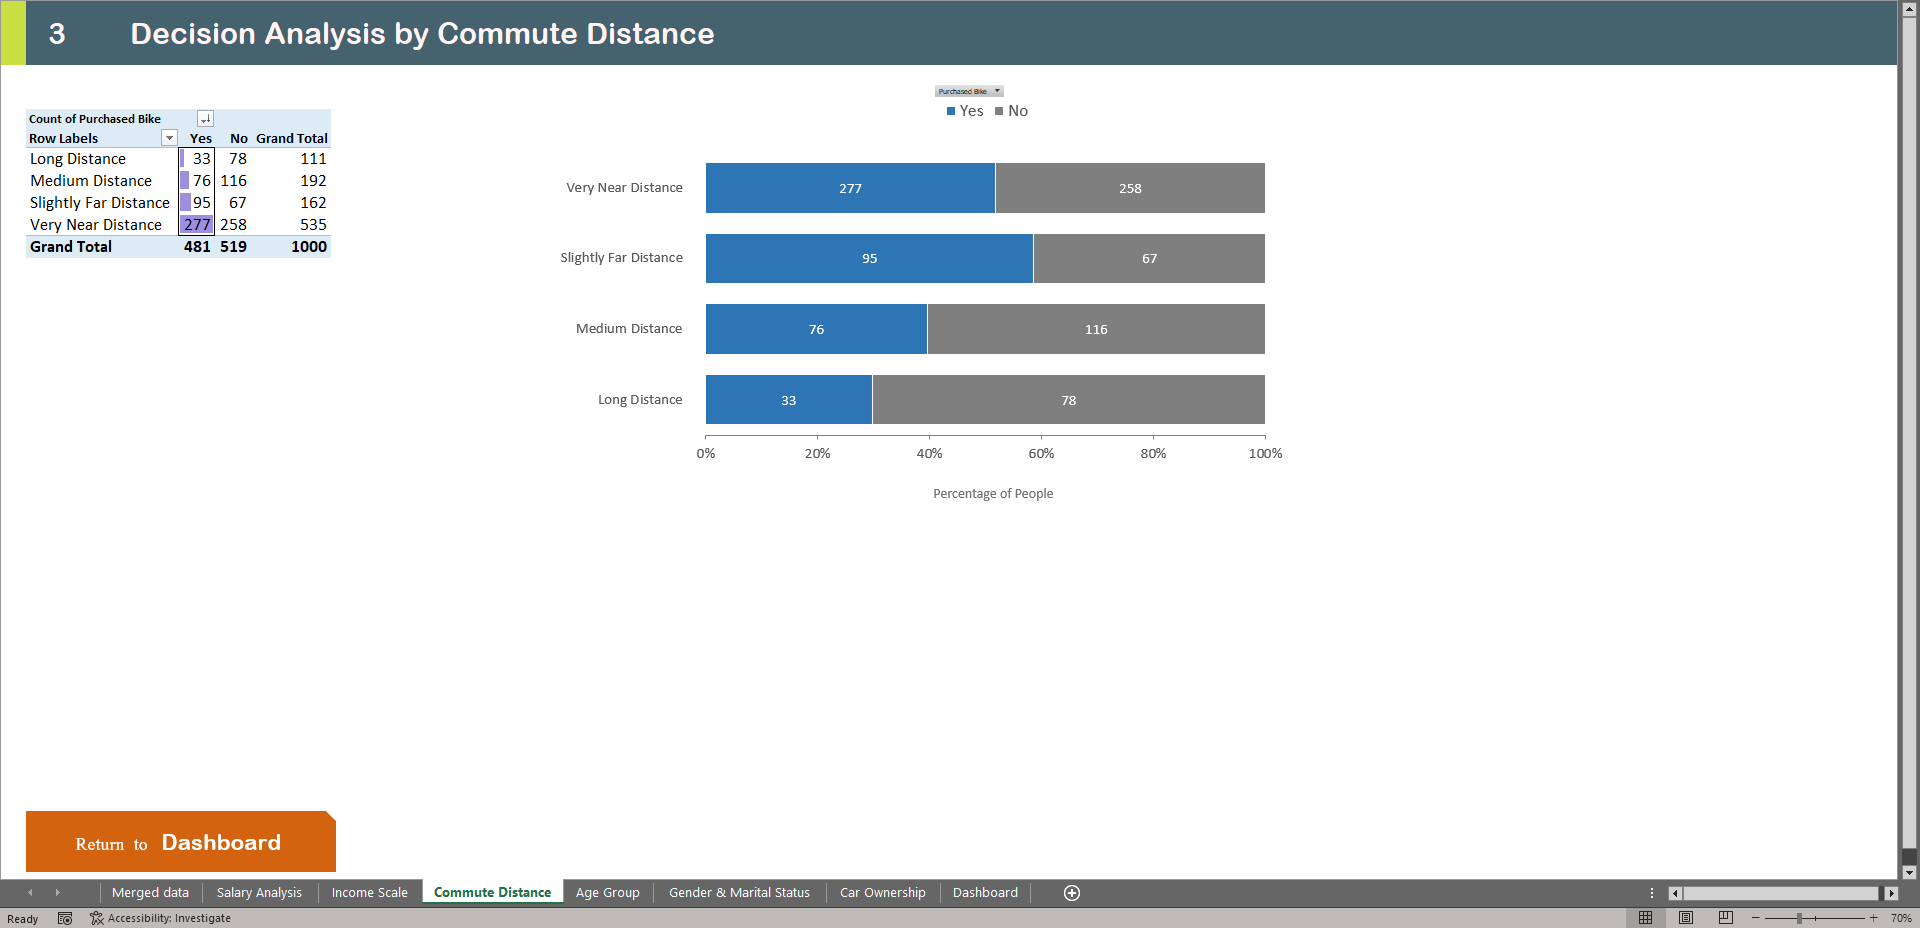 3 Decision Analysis by Commute Distance
Purchased Bike
Yes No
Count of Purchased Bike
Row Labels Yes No Grand Total
Long Distance 33 78 111
Medium Distance 76 116 192
Slightly Far Distance 95 67 162
Very Near Distance 277 258 535
Grand Total 481 519 1000
Very Near Distance 277 258
Slightly Far Distance 95 67
Medium Distance 76 116
Long Distance 33 78
0% 20% 40% 60% 80% 100%
Percentage of People
Return to Dashboard
Merged data Salary Analysis Income Scale Commute Distance Age Group Gender & Marital Status Car Ownership Dashboard
Ready Accessibility: Investigate 70%